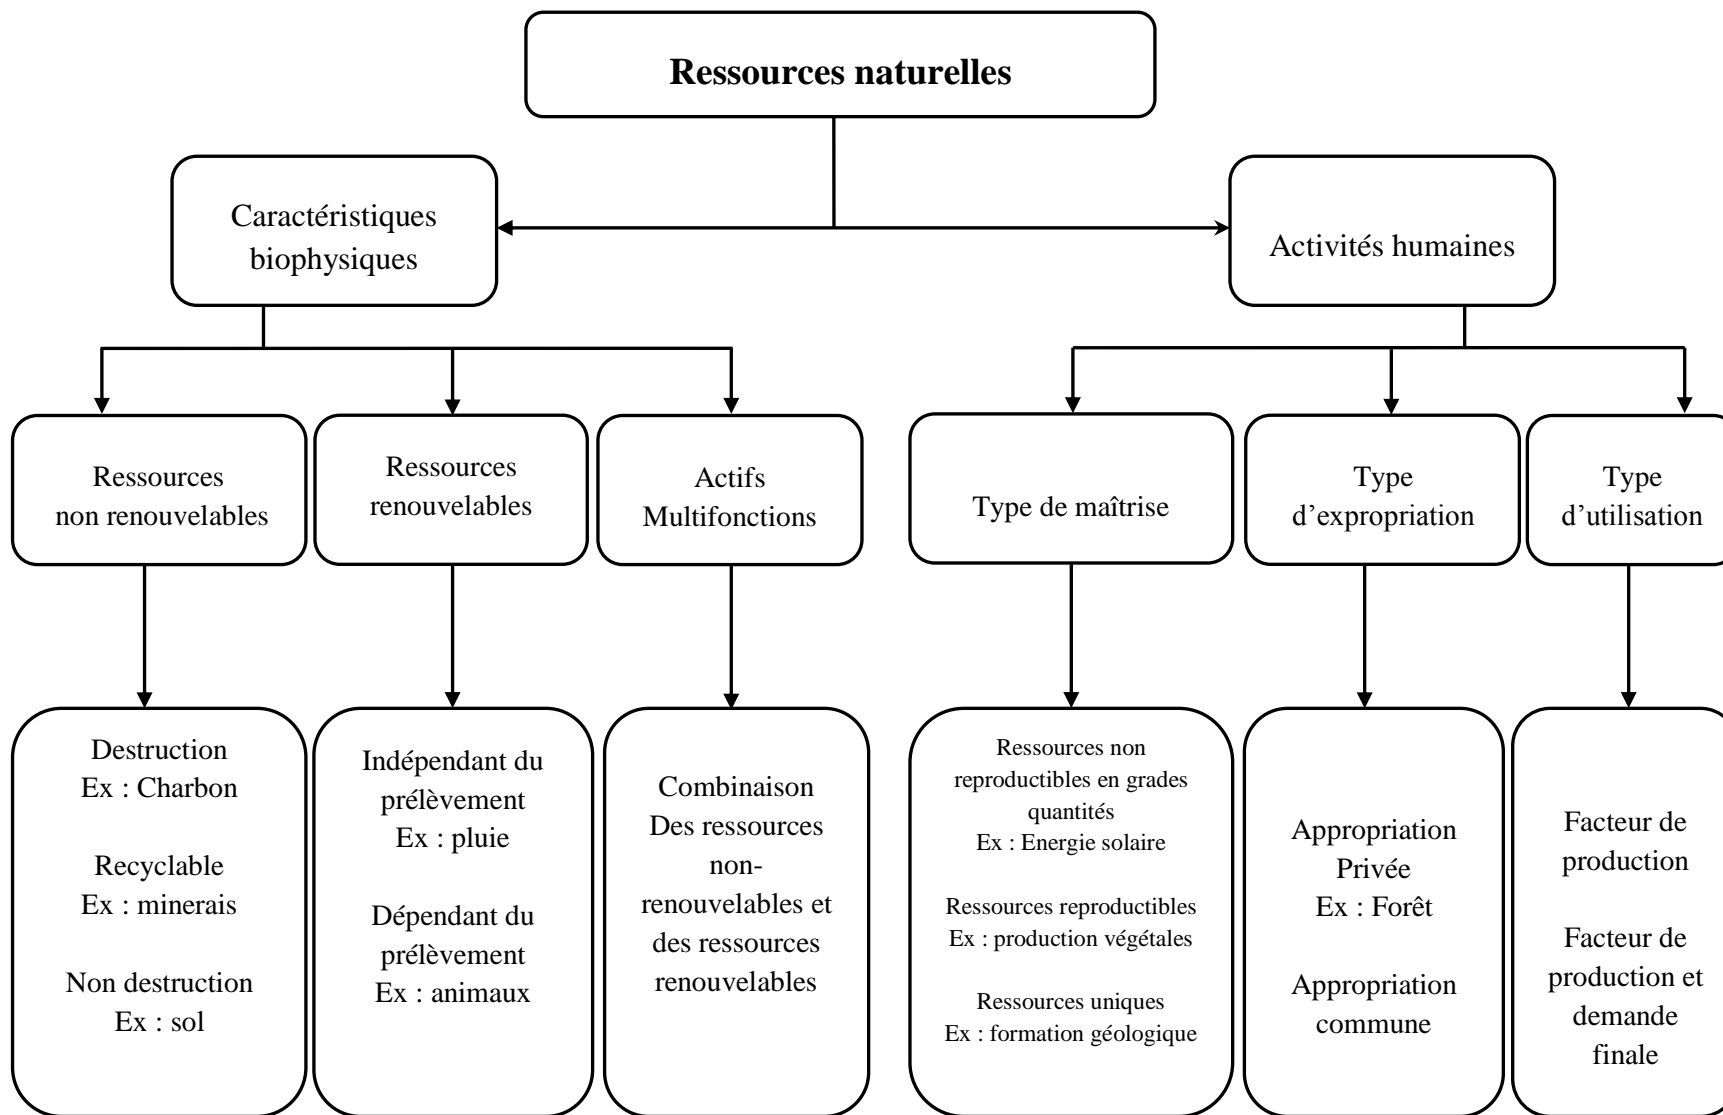 Ressources naturelles
Caractéristiques
biophysiques
Activités humaines
Ressources
non renouvelables
Ressources
renouvelables
Actifs
Multifonctions
Type de maîtrise
Type
d’expropriation
Type
d’utilisation
Destruction
Ex : Charbon
Recyclable
Ex : minerais
Non destruction
Ex : sol
Indépendant du
prélèvement
Ex : pluie
Dépendant du
prélèvement
Ex : animaux
Combinaison
Des ressources
non-
renouvelables et
des ressources
renouvelables
Ressources non
reproductibles en grades
quantités
Ex : Energie solaire
Ressources reproductibles
Ex : production végétales
Ressources uniques
Ex : formation géologique
Appropriation
Privée
Ex : Forêt
Appropriation
commune
Facteur de
production
Facteur de
production et
demande
finale